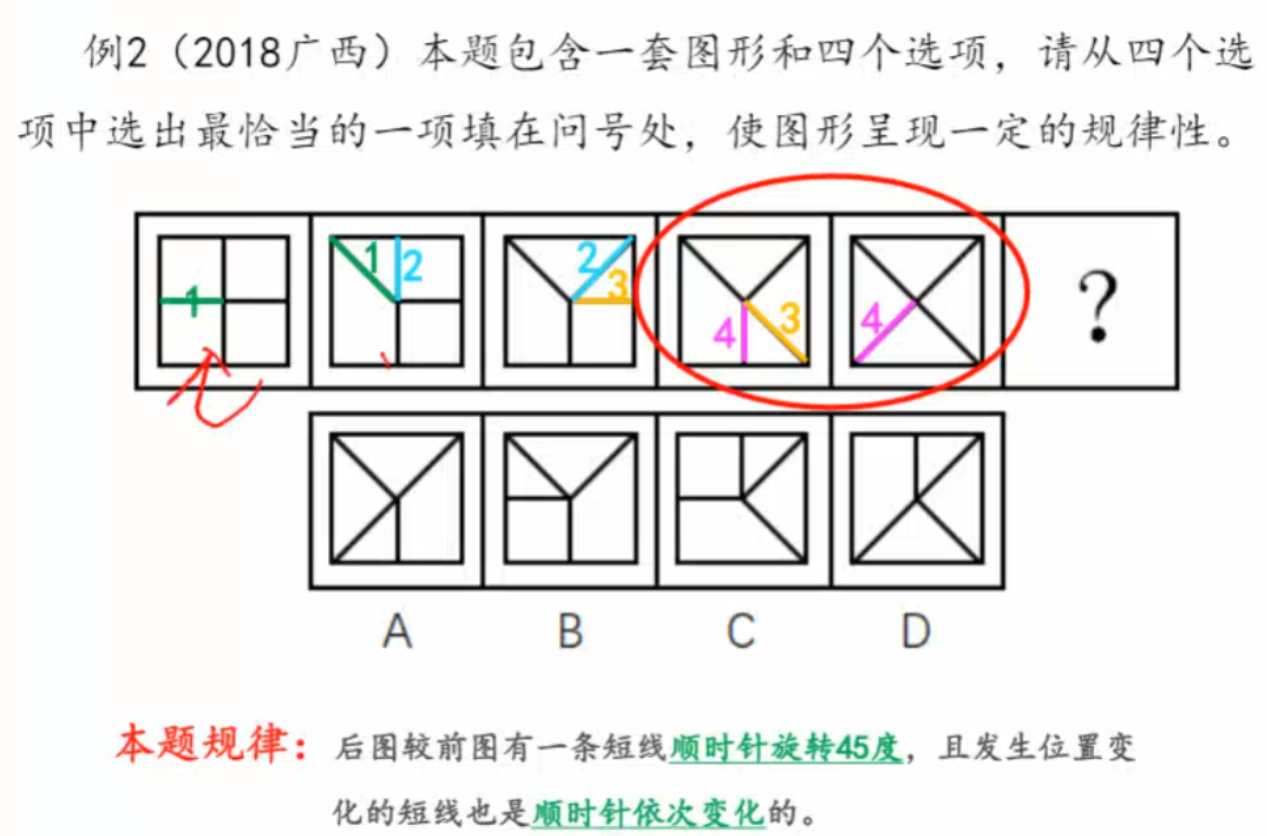 例2（2018广西）本题包含一套图形和四个选项，请从四个选
项中选出最恰当的一项填在问号处，使图形呈现一定的规律性。
1 1 2 2 3 4 3 4 ?
A B C D
本题规律：后图较前图有一条短线顺时针旋转45度，且发生位置变
化的短线也是顺时针依次变化的。